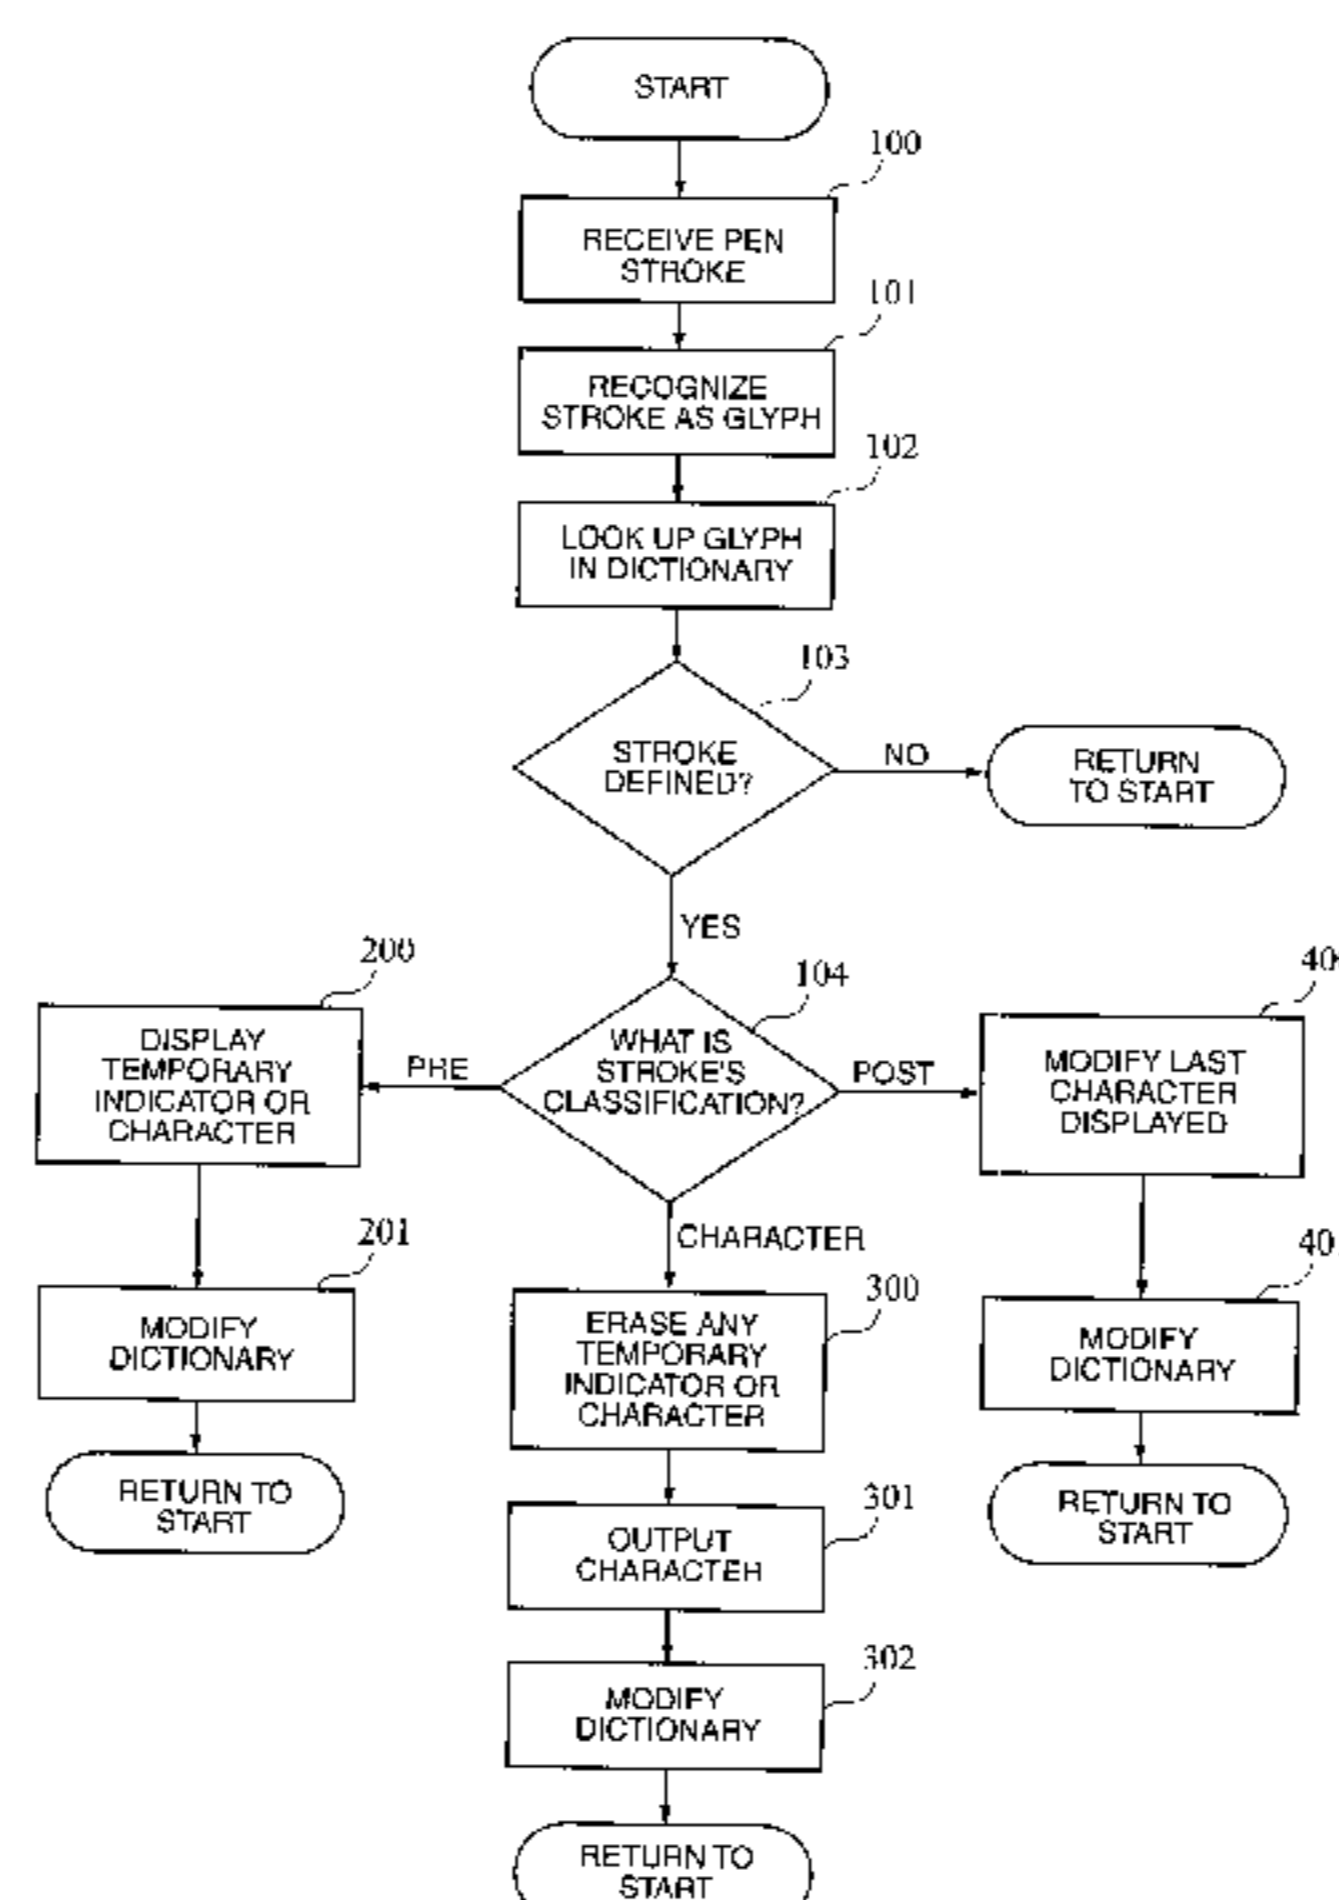 START
100
RECEIVE PEN
STROKE
101
RECOGNIZE
STROKE AS GLYPH
102
LOOK UP GLYPH
IN DICTIONARY
103
STROKE
DEFINED?
NO
RETURN
TO START
YES
200
DISPLAY
TEMPORARY
INDICATOR OR
CHARACTER
PRE
104
WHAT IS
STROKE'S
CLASSIFICATION?
POST
MODIFY LAST
CHARACTER
DISPLAYED
201
MODIFY
DICTIONARY
RETURN TO
START
CHARACTER
300
ERASE ANY
TEMPORARY
INDICATOR OR
CHARACTER
40
MODIFY
DICTIONARY
RETURN TO
START
301
OUTPUT
CHARACTER
302
MODIFY
DICTIONARY
RETURN TO
START